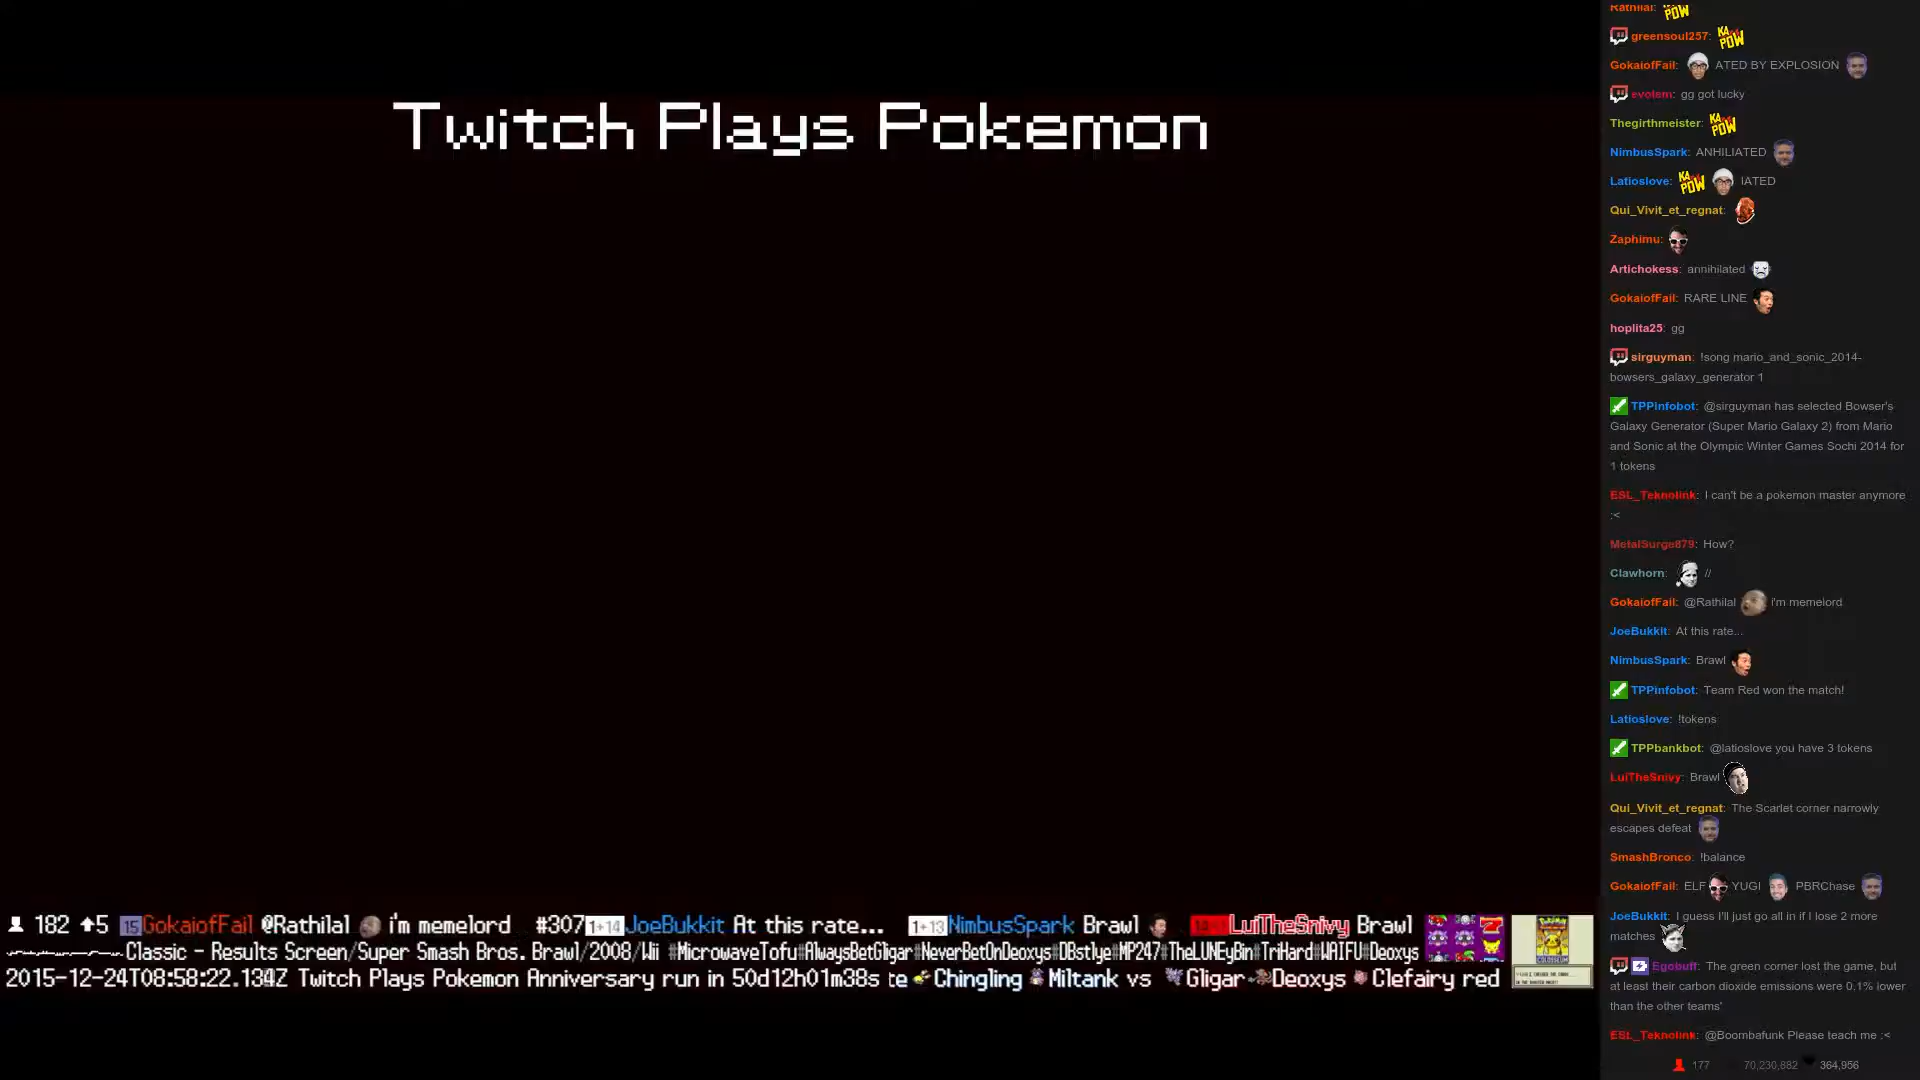 Twitch Plays Pokemon
182 5 15 GokaiofFail @Rathilal i'm memelord #307 1+14 JoeBukkit At this rate... 1+13 NimbusSpark Brawl LuiTheSnivy Brawl
Classic - Results Screen/Super Smash Bros. Brawl/2008/Wii #MicrowaveTofu#AlwaysBetGligar#NeverBetOnDeoxys#DBstlye#MP247#TheLUNEyBin#TriHard#WAIFU#Deoxys
Twitch Plays Pokemon Anniversary run in 50d12h01m38s te Chingling Miltank vs Gligar Deoxys Clefairy red
Rathilal: KA POW
greensoul257: KA POW
GokaiofFail: ATED BY EXPLOSION
evolsm: gg got lucky
Thegirthmeister: KA POW
NimbusSpark: ANHILIATED
Latioslove: KA POW IATED
Qui_Vivit_et_regnat:
Zaphimu:
Artichokess: annihilated
GokaiofFail: RARE LINE
hoplita25: gg
sirguyman: !song mario_and_sonic_2014-
bowsers_galaxy_generator 1
TPPinfobot: @sirguyman has selected Bowser's
Galaxy Generator (Super Mario Galaxy 2) from Mario
and Sonic at the Olympic Winter Games Sochi 2014 for
1 tokens
ESL_Teknolink: I can't be a pokemon master anymore
:<
MetalSurge879: How?
Clawhorn: //
GokaiofFail: @Rathilal i'm memelord
JoeBukkit: At this rate...
NimbusSpark: Brawl
TPPinfobot: Team Red won the match!
Latioslove: !tokens
TPPbankbot: @latioslove you have 3 tokens
LuiTheSnivy: Brawl
Qui_Vivit_et_regnat: The Scarlet corner narrowly
escapes defeat
SmashBronco: !balance
GokaiofFail: ELF YUGI PBRChase
JoeBukkit: I guess I'll just go all in if I lose 2 more
matches
Egobuff: The green corner lost the game, but
at least their carbon dioxide emissions were 0.1% lower
than the other teams'
ESL_Teknolink: @Boombafunk Please teach me :<
177 70,230,882 364,956